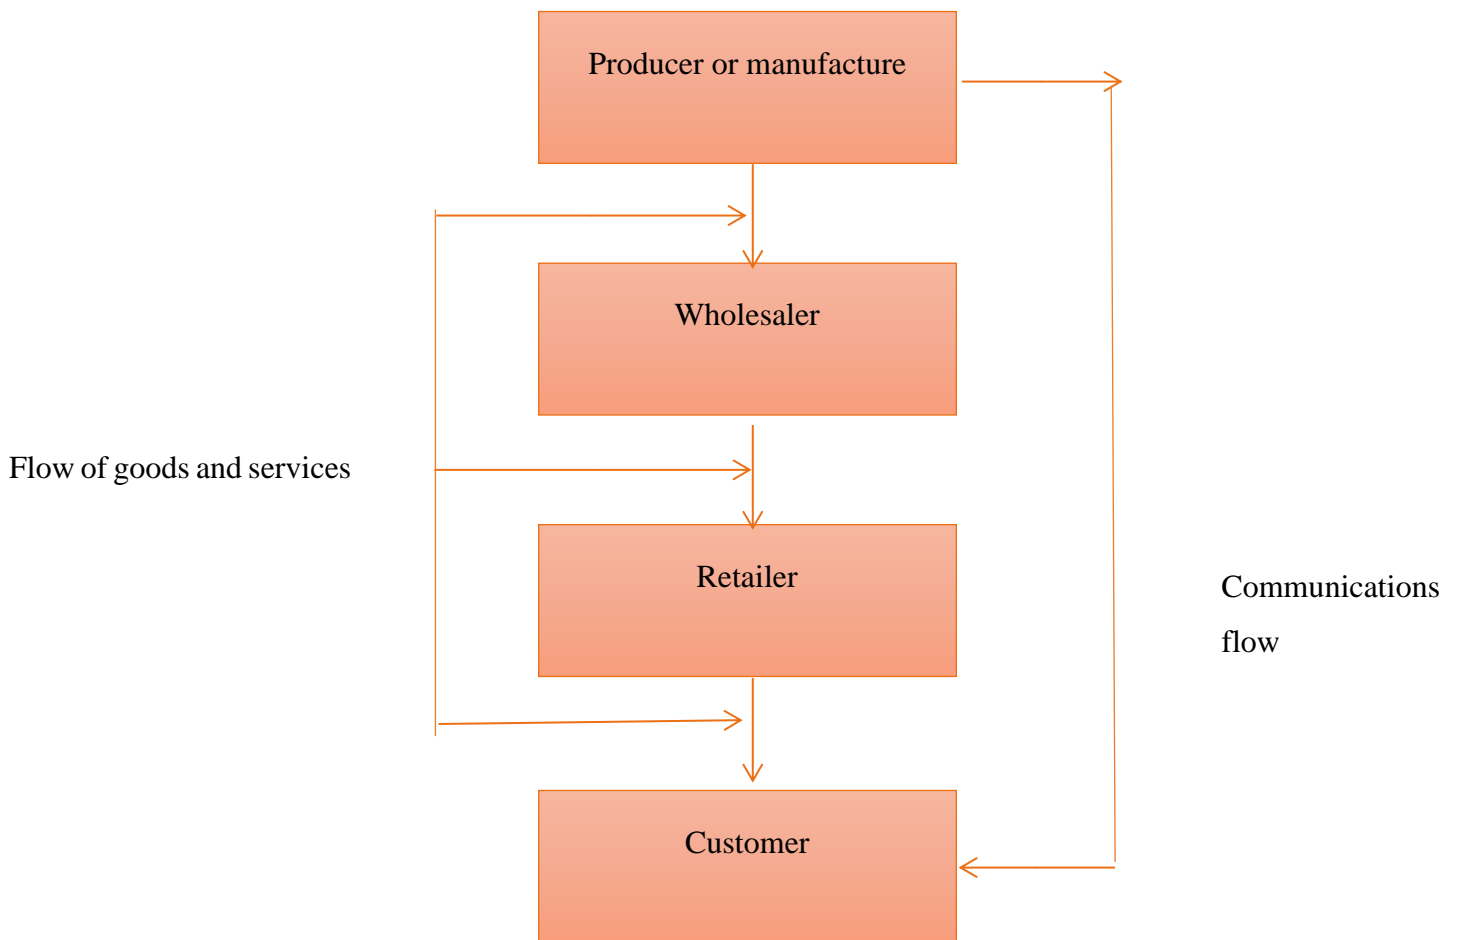 Producer or manufacture
Wholesaler
Flow of goods and services
Retailer
Communications
flow
Customer